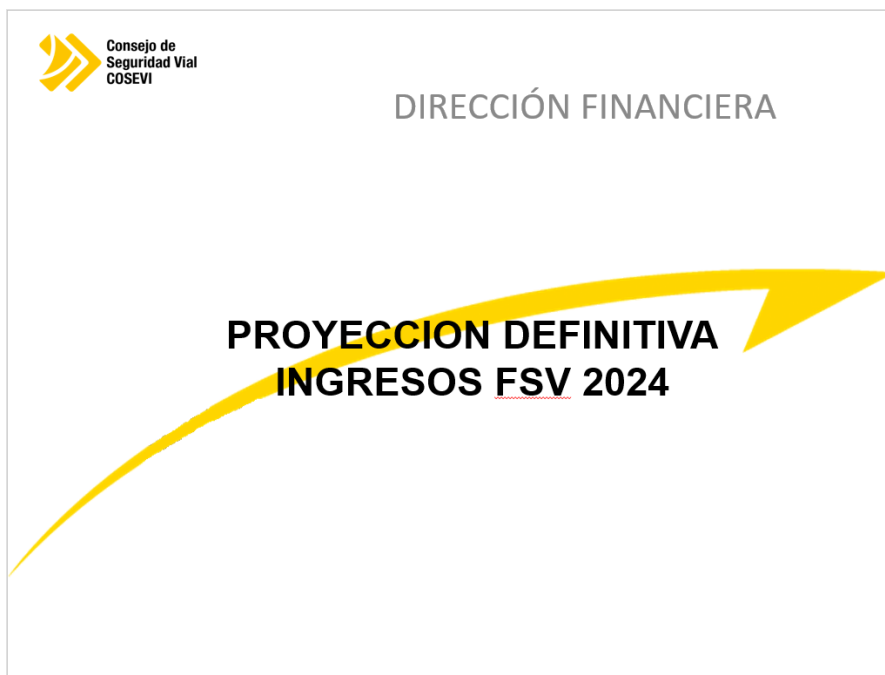 Consejo de
Seguridad Vial
COSEVI
DIRECCIÓN FINANCIERA
PROYECCION DEFINITIVA
INGRESOS FSV 2024